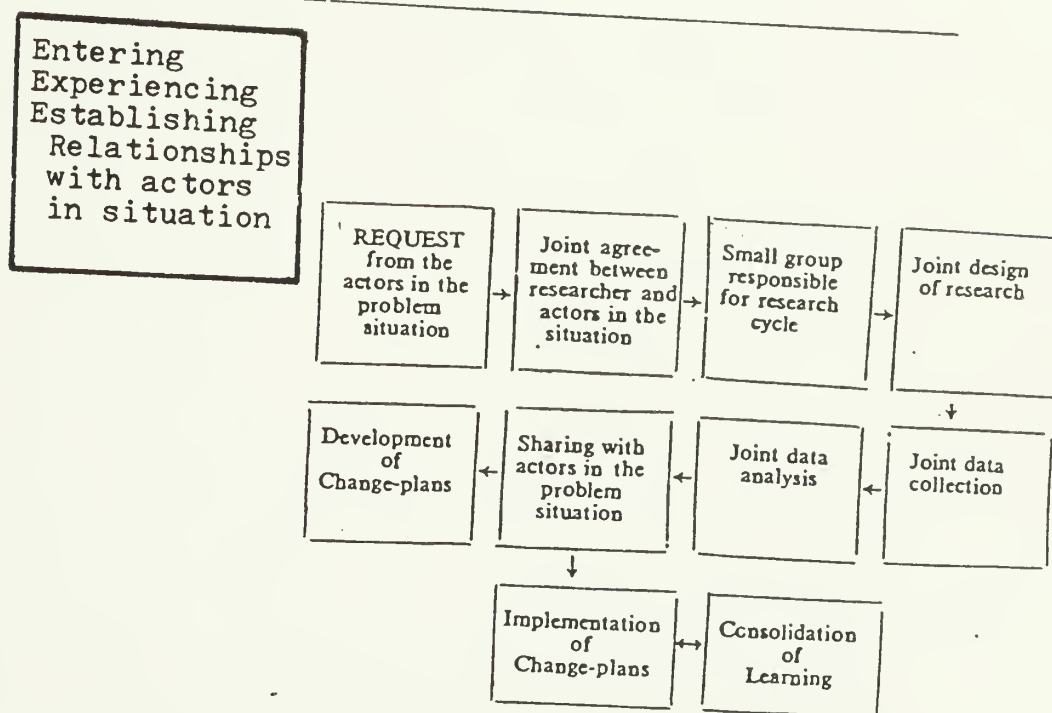 Entering
Experiencing
Establishing
Relationships
with actors
in situation
REQUEST
from the
actors in the
problem
situation
Joint agree-
ment between
researcher and
actors in the
situation
Small group
responsible
for research
cycle
Joint design
of research
Joint data
collection
Joint data
analysis
Sharing with
actors in the
problem
situation
Development
of
Change-plans
Implementation
of
Change-plans
Consolidation
of
Learning